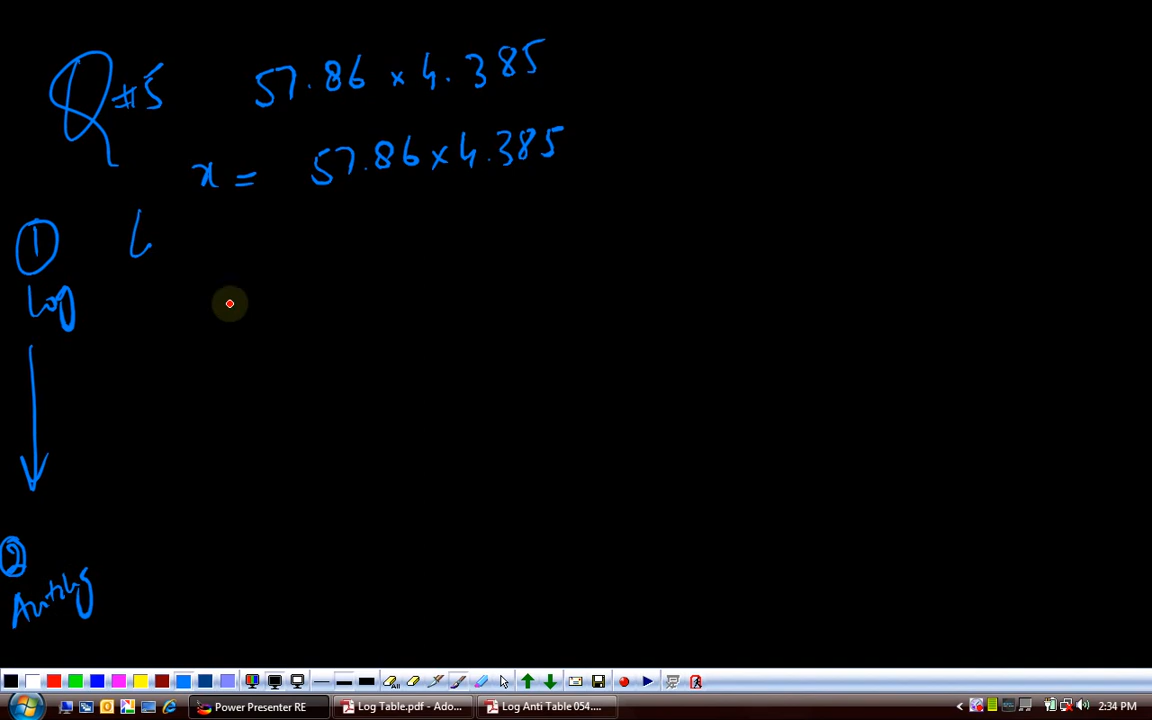 Q#5 57.86 × 4.385
x = 57.86 × 4.385
①
Log
②
Antilog
Power Presenter RE
Log Table.pdf - Ado...
Log Anti Table 054....
2:34 PM